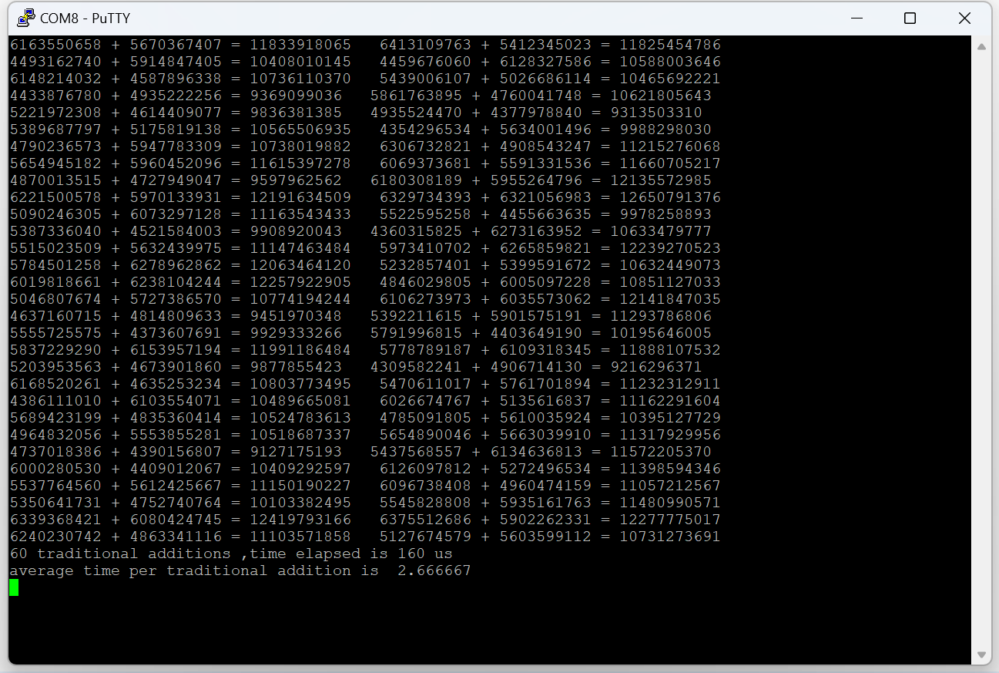 COM8 - PuTTY
6163550658 + 5670367407 = 11833918065   6413109763 + 5412345023 = 11825454786
4493162740 + 5914847405 = 10408010145   4459676060 + 6128327586 = 10588003646
6148214032 + 4587896338 = 10736110370   5439006107 + 5026686114 = 10465692221
4433876780 + 4935222256 = 9369099036   5861763895 + 4760041748 = 10621805643
5221972308 + 4614409077 = 9836381385   4935524470 + 4377978840 = 9313503310
5389687797 + 5175819138 = 10565506935   4354296534 + 5634001496 = 9988298030
4790236573 + 5947783309 = 10738019882   6306732821 + 4908543247 = 11215276068
5654945182 + 5960452096 = 11615397278   6069373681 + 5591331536 = 11660705217
4870013515 + 4727949047 = 9597962562   6180308189 + 5955264796 = 12135572985
6221500578 + 5970133931 = 12191634509   6329734393 + 6321056983 = 12650791376
5090246305 + 6073297128 = 11163543433   5522595258 + 4455663635 = 9978258893
5387336040 + 4521584003 = 9908920043   4360315825 + 6273163952 = 10633479777
5515023509 + 5632439975 = 11147463484   5973410702 + 6265859821 = 12239270523
5784501258 + 6278962862 = 12063464120   5232857401 + 5399591672 = 10632449073
6019818661 + 6238104244 = 12257922905   4846029805 + 6005097228 = 10851127033
5046807674 + 5727386570 = 10774194244   6106273973 + 6035573062 = 12141847035
4637160715 + 4814809633 = 9451970348   5392211615 + 5901575191 = 11293786806
5555725575 + 4373607691 = 9929333266   5791996815 + 4403649190 = 10195646005
5837229290 + 6153957194 = 11991186484   5778789187 + 6109318345 = 11888107532
5203953563 + 4673901860 = 9877855423   4309582241 + 4906714130 = 9216296371
6168520261 + 4635253234 = 10803773495   5470611017 + 5761701894 = 11232312911
4386111010 + 6103554071 = 10489665081   6026674767 + 5135616837 = 11162291604
5689423199 + 4835360414 = 10524783613   4785091805 + 5610035924 = 10395127729
4964832056 + 5553855281 = 10518687337   5654890046 + 5663039910 = 11317929956
4737018386 + 4390156807 = 9127175193   5437568557 + 6134636813 = 11572205370
6000280530 + 4409012067 = 10409292597   6126097812 + 5272496534 = 11398594346
5537764560 + 5612425667 = 11150190227   6096738408 + 4960474159 = 11057212567
5350641731 + 4752740764 = 10103382495   5545828808 + 5935161763 = 11480990571
6339368421 + 6080424745 = 12419793166   6375512686 + 5902262331 = 12277775017
6240230742 + 4863341116 = 11103571858   5127674579 + 5603599112 = 10731273691
60 traditional additions ,time elapsed is 160 us
average time per traditional addition is  2.666667